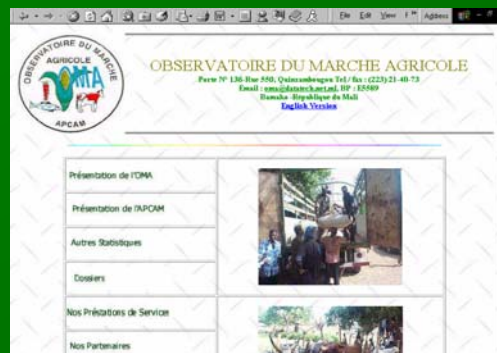 File Edit View
Address
OBSERVATOIRE DU MARCHE AGRICOLE
OMA
APCAM
OBSERVATOIRE DU MARCHE AGRICOLE
Porte N° 136-Rue 550, Quinzambougou Tel / fax : (223) 21-40-73
Email : oma@datatech.net.ml, BP : E5589
Bamako -République du Mali
English Version
Présentation de l'OMA
Présentation de l'APCAM
Autres Statistiques
Dossiers
Nos Préstations de Service
Nos Partenaires